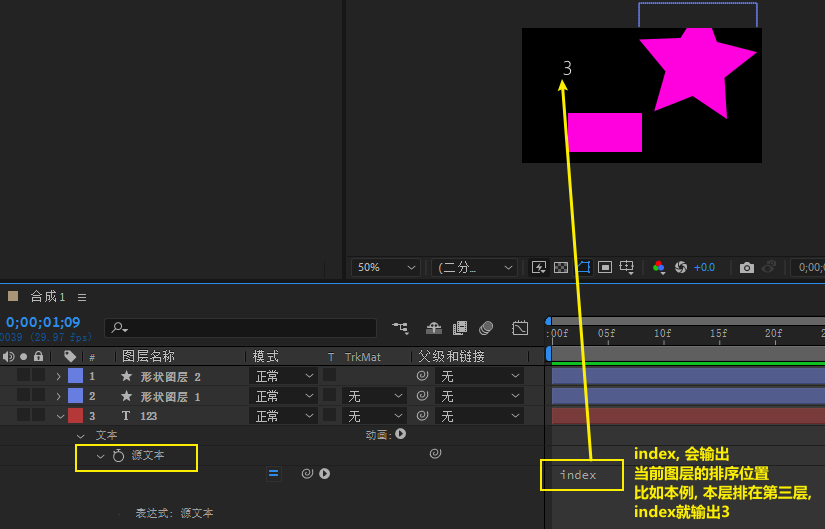 3
50%
(二分...
+0.0
0;00;
合成 1
0;00;01;09
0039 (29.97 fps)
:00f 05f 10f 15f 20f
# 图层名称 模式 T TrkMat 父级和链接
1 形状图层 2 正常 无
2 形状图层 1 正常 无 无
3 T 123 正常 无 无
文本 动画:
源文本
index
表达式: 源文本
index, 会输出
当前图层的排序位置
比如本例, 本层排在第三层,
index就输出3